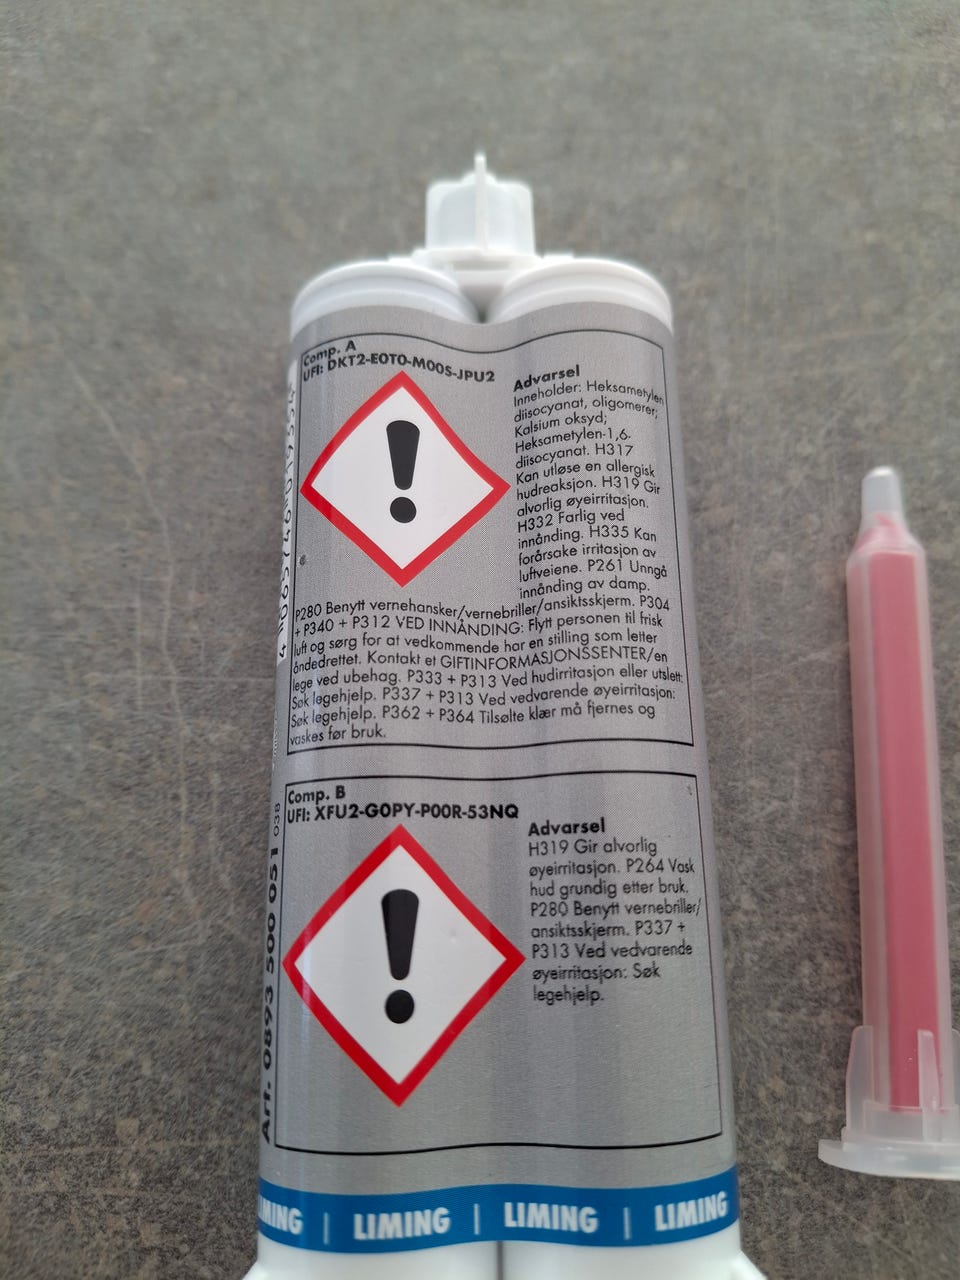 Comp. A
UFI: DKT2-E0T0-M00S-JPU2
Advarsel
Inneholder: Heksametylen
diisocyanat, oligomerer;
Kalsium oksyd;
Heksametylen-1,6-
diisocyanat. H317
Kan utløse en allergisk
hudreaksjon. H319 Gir
alvorlig øyeirritasjon.
H332 Farlig ved
innånding. H335 Kan
forårsake irritasjon av
luftveiene. P261 Unngå
innånding av damp.
P280 Benytt vernehansker/vernebriller/ansiktsskjerm. P304
+ P340 + P312 VED INNÅNDING: Flytt personen til frisk
luft og sørg for at vedkommende har en stilling som letter
åndedrettet. Kontakt et GIFTINFORMASJONSSENTER/en
lege ved ubehag. P333 + P313 Ved hudirritasjon eller utslett:
Søk legehjelp. P337 + P313 Ved vedvarende øyeirritasjon:
Søk legehjelp. P362 + P364 Tilsølte klær må fjernes og
vaskes før bruk.
Comp. B
UFI: XFU2-G0PY-P00R-53NQ
Advarsel
H319 Gir alvorlig
øyeirritasjon. P264 Vask
hud grundig etter bruk.
P280 Benytt vernebriller/
ansiktsskjerm. P337 +
P313 Ved vedvarende
øyeirritasjon: Søk
legehjelp.
Art. 0893 500 051 038
LIMING | LIMING | LIMING | LIMING